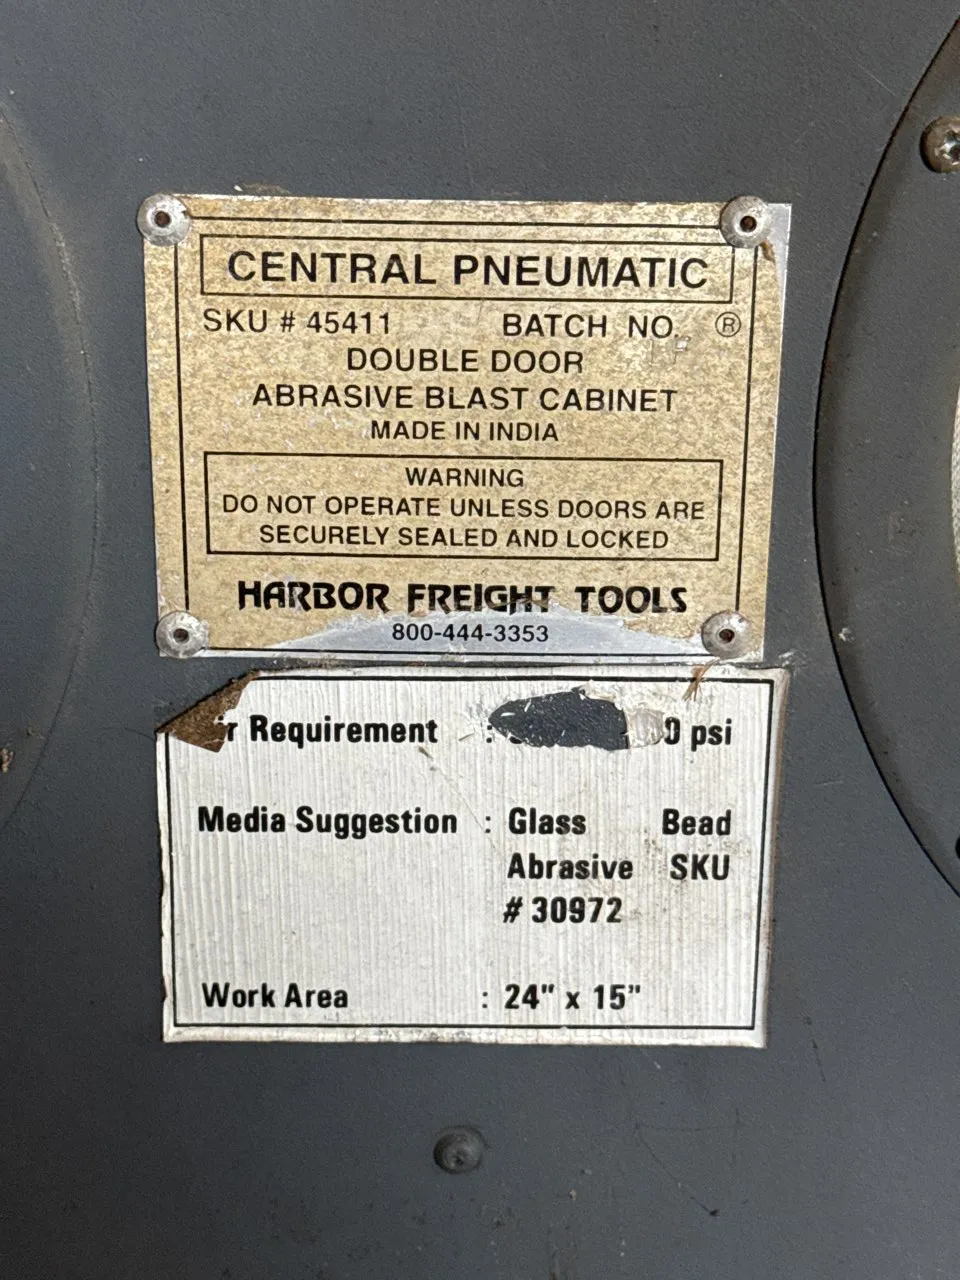 CENTRAL PNEUMATIC
SKU # 45411 BATCH NO. ®
DOUBLE DOOR
ABRASIVE BLAST CABINET
MADE IN INDIA
WARNING
DO NOT OPERATE UNLESS DOORS ARE
SECURELY SEALED AND LOCKED
HARBOR FREIGHT TOOLS
800-444-3353
Requirement : psi
Media Suggestion : Glass Bead
Abrasive SKU
# 30972
Work Area : 24" x 15"